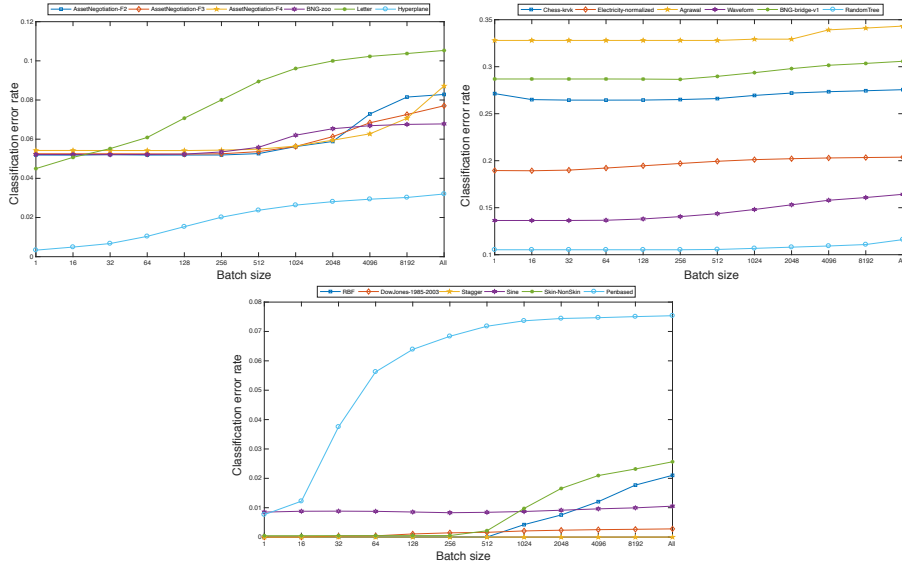 AssetNegotiation-F2 AssetNegotiation-F3 AssetNegotiation-F4 BNG-zoo Letter Hyperplane
0.12
0.1
0.08
0.06
0.04
0.02
0
Classification error rate
1 16 32 64 128 256 512 1024 2048 4096 8192 All
Batch size
Chess-krvk Electricity-normalized Agrawal Waveform BNG-bridge-v1 RandomTree
0.35
0.3
0.25
0.2
0.15
0.1
Classification error rate
1 16 32 64 128 256 512 1024 2048 4096 8192 All
Batch size
RBF DowJones-1985-2003 Stagger Sine Skin-NonSkin Penbased
0.08
0.07
0.06
0.05
0.04
0.03
0.02
0.01
0
Classification error rate
1 16 32 64 128 256 512 1024 2048 4096 8192 All
Batch size